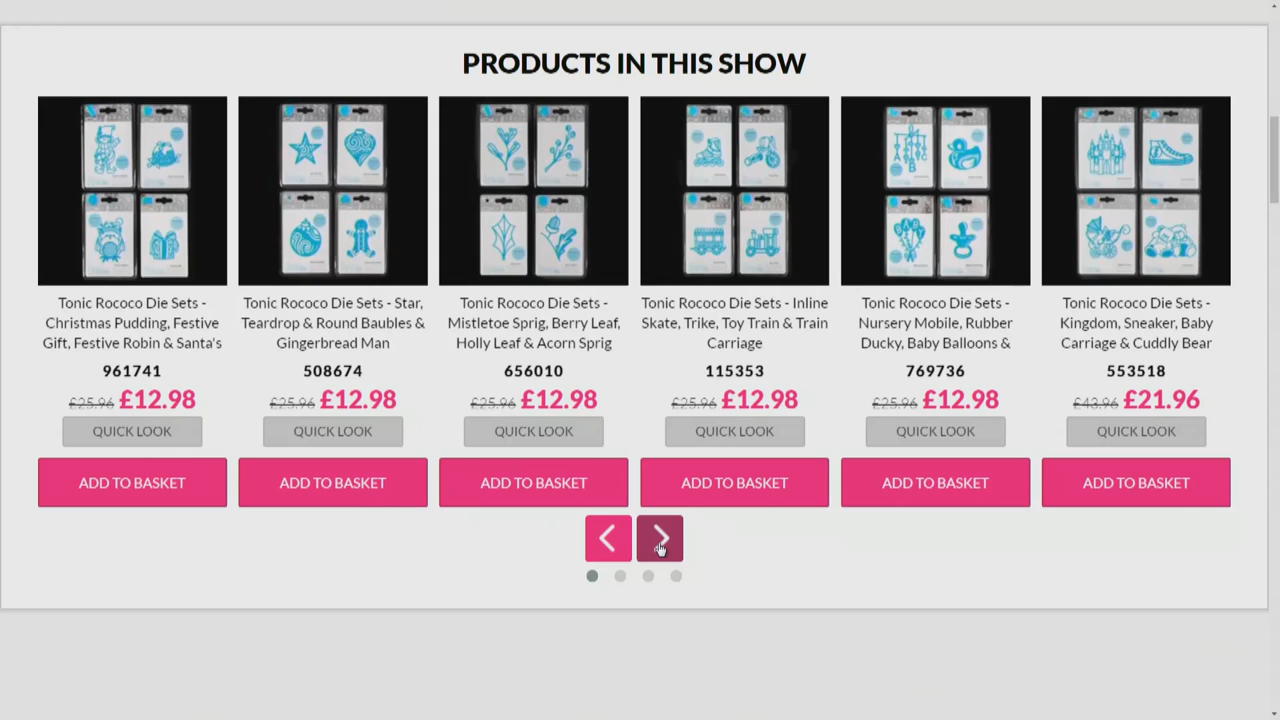 PRODUCTS IN THIS SHOW
Tonic Rococo Die Sets -
Christmas Pudding, Festive
Gift, Festive Robin & Santa's
961741
£25.96 £12.98
QUICK LOOK
ADD TO BASKET
Tonic Rococo Die Sets - Star,
Teardrop & Round Baubles &
Gingerbread Man
508674
£25.96 £12.98
QUICK LOOK
ADD TO BASKET
Tonic Rococo Die Sets -
Mistletoe Sprig, Berry Leaf,
Holly Leaf & Acorn Sprig
656010
£25.96 £12.98
QUICK LOOK
ADD TO BASKET
Tonic Rococo Die Sets - Inline
Skate, Trike, Toy Train & Train
Carriage
115353
£25.96 £12.98
QUICK LOOK
ADD TO BASKET
Tonic Rococo Die Sets -
Nursery Mobile, Rubber
Ducky, Baby Balloons &
769736
£25.96 £12.98
QUICK LOOK
ADD TO BASKET
Tonic Rococo Die Sets -
Kingdom, Sneaker, Baby
Carriage & Cuddly Bear
553518
£43.96 £21.96
QUICK LOOK
ADD TO BASKET